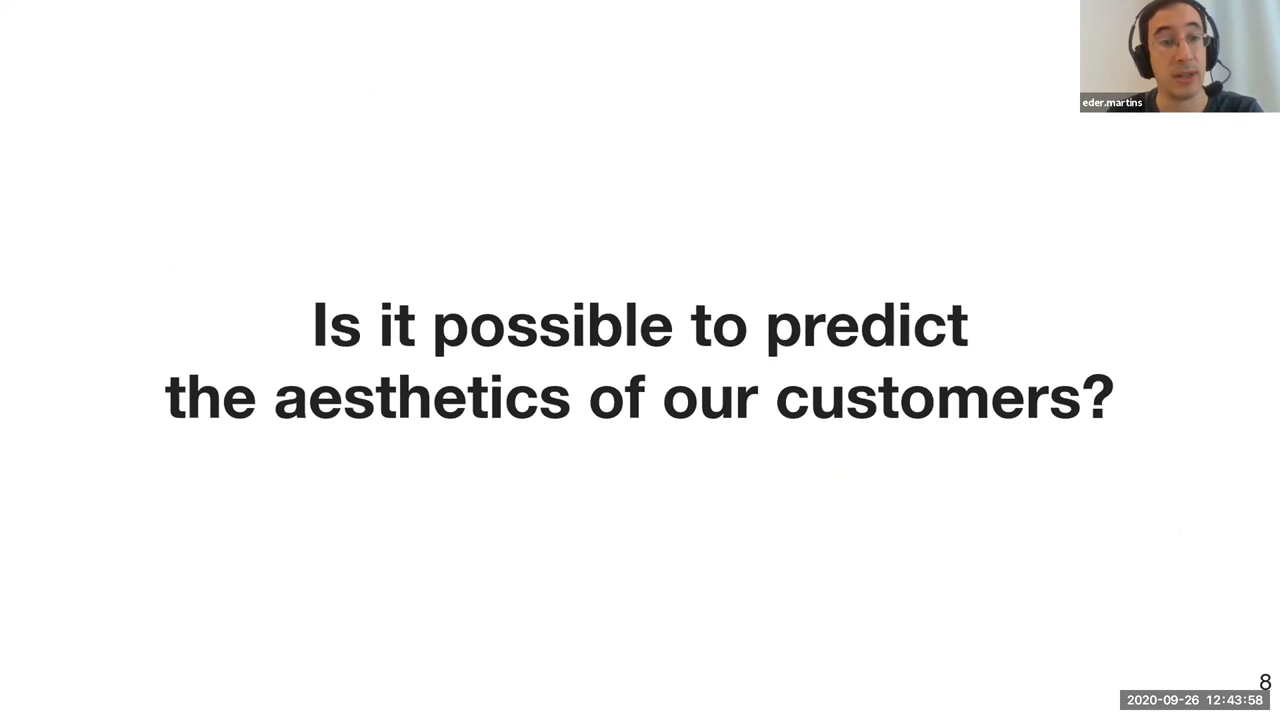 eder.martins
Is it possible to predict
the aesthetics of our customers?
8
2020-09-26 12:43:58